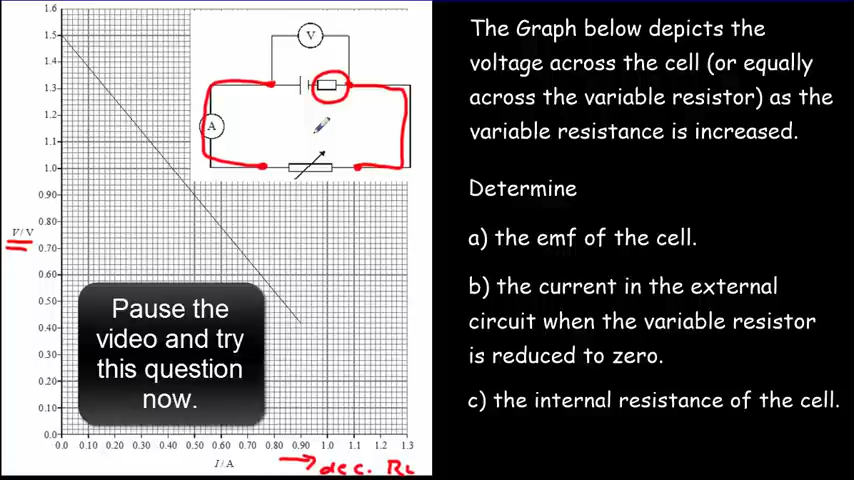 1.6
1.5
1.4
1.3
1.2
1.1
1.0
0.90
0.80
V/ V
0.70
0.60
0.50
0.40
0.30
0.20
0.10
0.0
0.0 0.10 0.20 0.30 0.40 0.50 0.60 0.70 0.80 0.90 1.0 1.1 1.2 1.3
I / A
dec. RL
V
A
Pause the
video and try
this question
now.
The Graph below depicts the
voltage across the cell (or equally
across the variable resistor) as the
variable resistance is increased.
Determine
a) the emf of the cell.
b) the current in the external
circuit when the variable resistor
is reduced to zero.
c) the internal resistance of the cell.